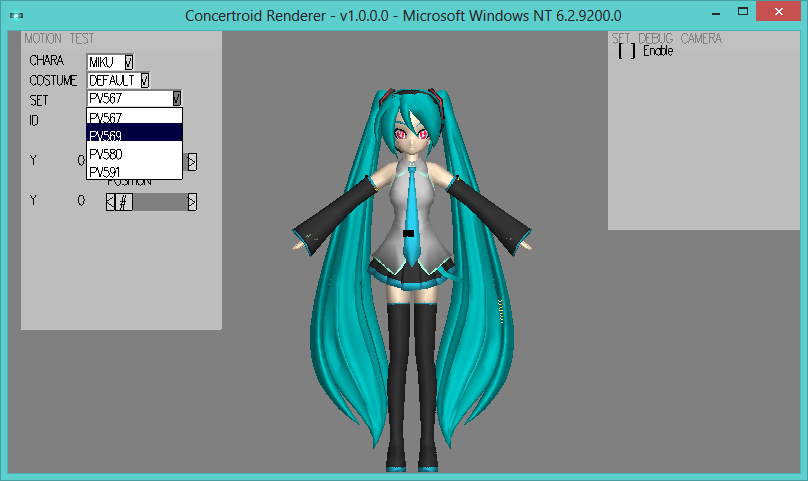 Concertroid Renderer - v1.0.0.0 - Microsoft Windows NT 6.2.9200.0
MOTION TEST
CHARA MIKU V
COSTUME DEFAULT V
SET PV567 V
ID PV567
PV569
PV580
Y 0 >
PV591
POSITION
Y 0 < # >
SET DEBUG CAMERA
[ ] Enable